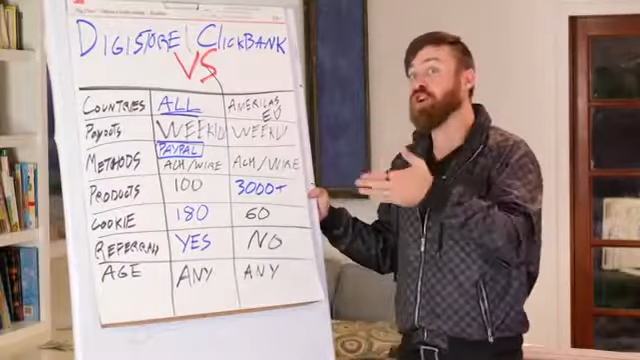 DIGISTORE CLICKBANK
VS
COUNTRIES ALL AMERICAS EU
PAYOUTS WEEKLY WEEKLY
METHODS PAYPAL ACH/WIRE ACH/WIRE
PRODUCTS 100 3000+
COOKIE 180 60
REFERRAL YES NO
AGE ANY ANY